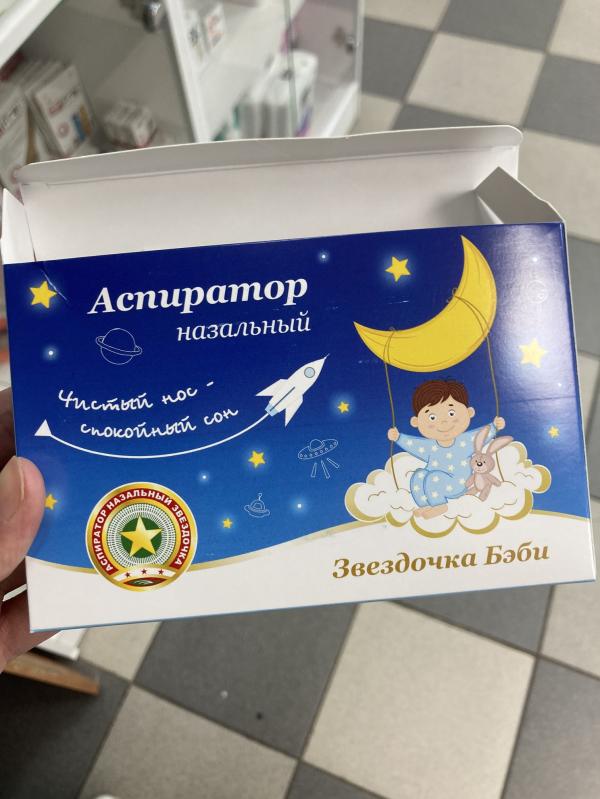 Аспиратор
назальный
Чистый нос -
спокойный сон
АСПИРАТОР НАЗАЛЬНЫЙ ЗВЕЗДОЧКА
Звездочка Бэби